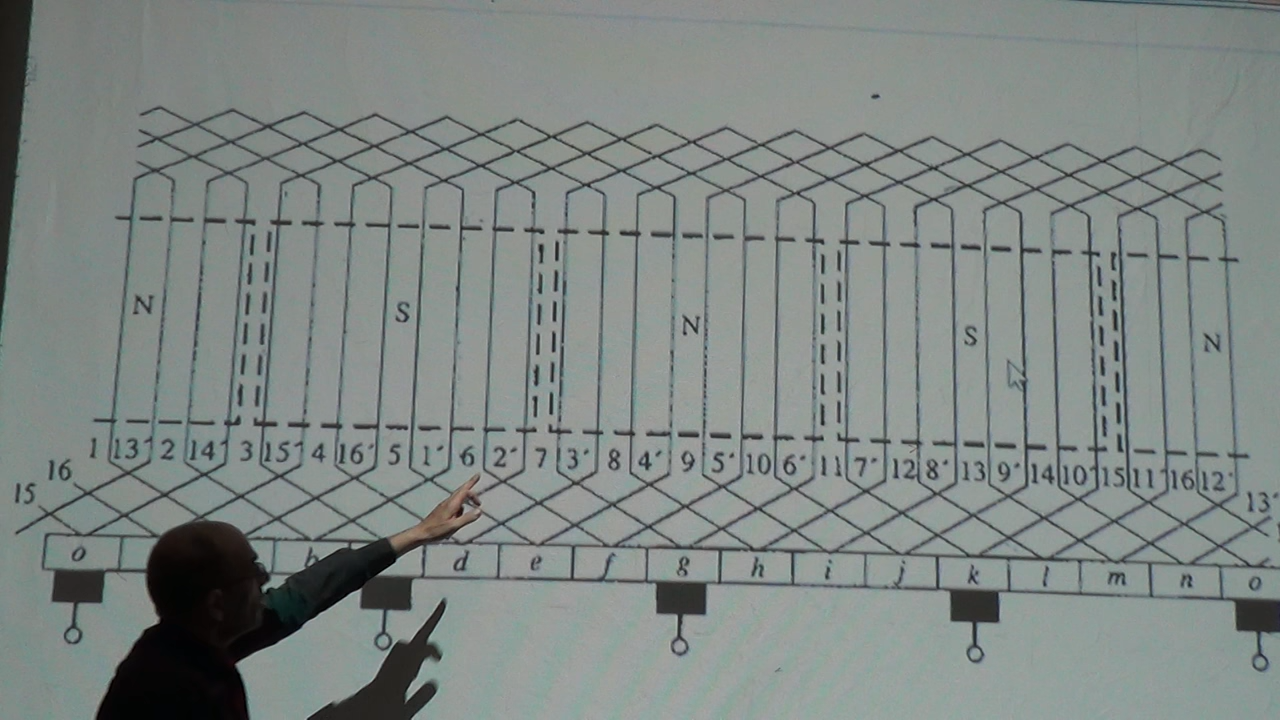 N S N S N
1 13' 2 14' 3 15' 4 16' 5 1' 6 2' 7 3' 8 4' 9 5' 10 6' 11 7' 12 8' 13 9' 14 10' 15 11' 16 12'
16
15
13'
o b d e f g h i j k l m n o